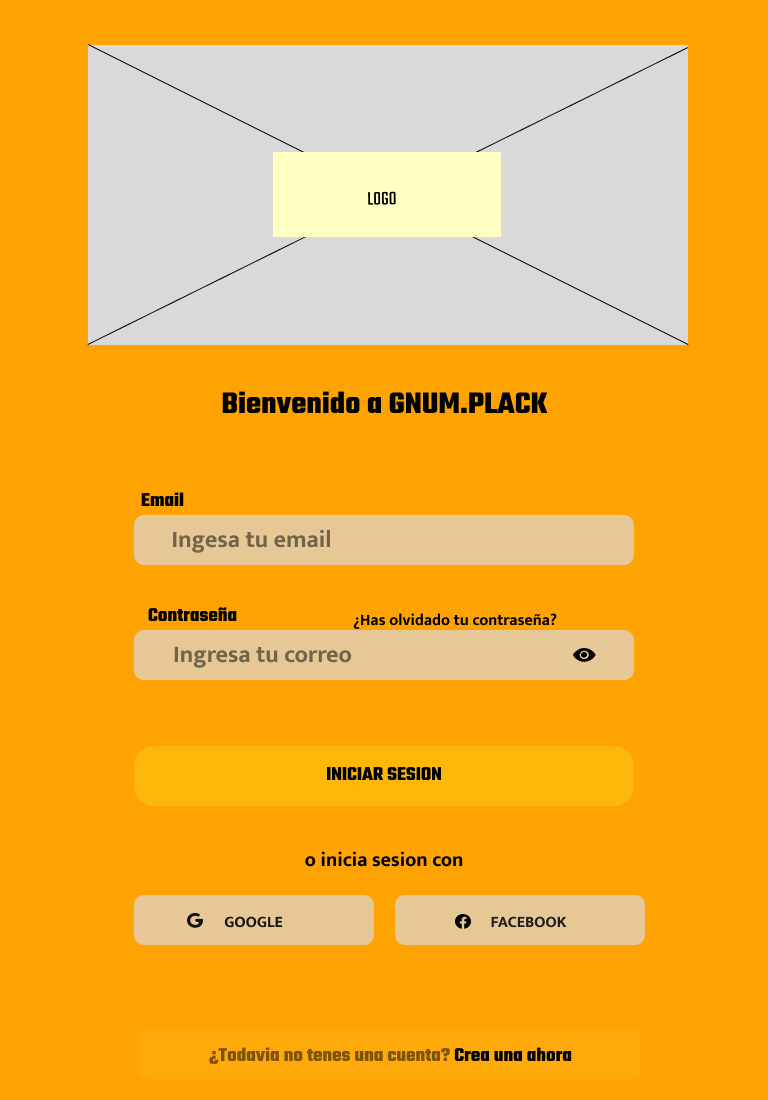 LOGO
Bienvenido a GNUM.PLACK
Email
Ingesa tu email
Contraseña
¿Has olvidado tu contraseña?
Ingresa tu correo
INICIAR SESION
o inicia sesion con
GOOGLE
FACEBOOK
¿Todavia no tenes una cuenta? Crea una ahora